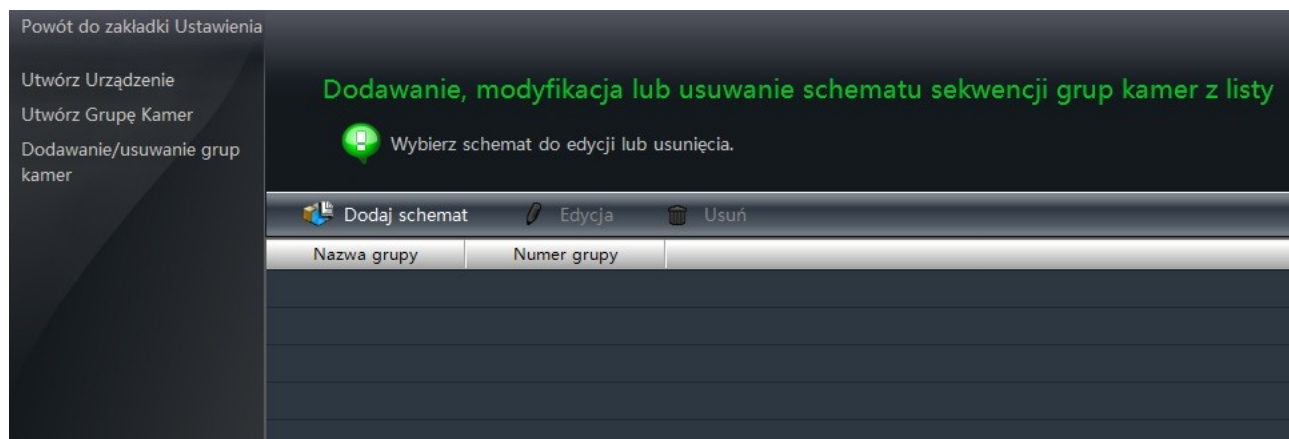 Powót do zakładki Ustawienia
Utwórz Urządzenie
Utwórz Grupę Kamer
Dodawanie/usuwanie grup
kamer
Dodawanie, modyfikacja lub usuwanie schematu sekwencji grup kamer z listy
Wybierz schemat do edycji lub usunięcia.
Dodaj schemat Edycja Usuń
Nazwa grupy Numer grupy